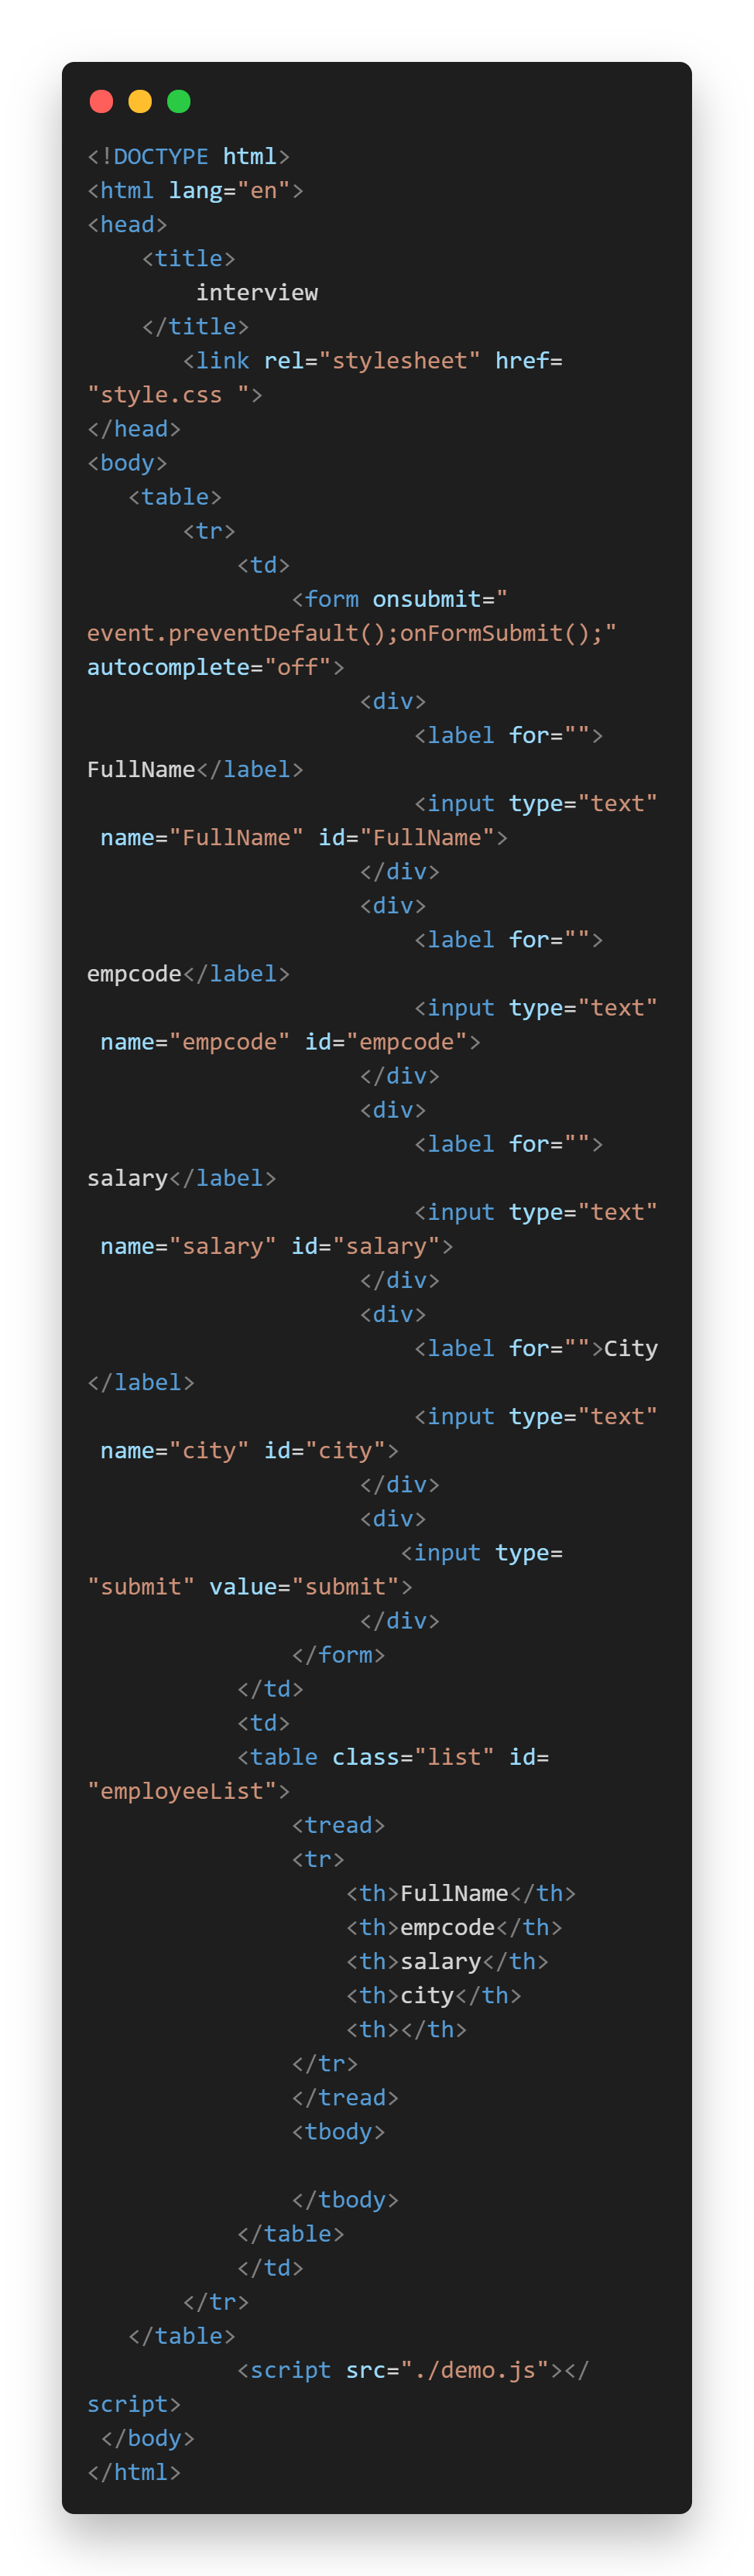 <!DOCTYPE html>
<html lang="en">
<head>
    <title>
        interview
    </title>
       <link rel="stylesheet" href=
"style.css ">
</head>
<body>
   <table>
       <tr>
           <td>
               <form onsubmit="
event.preventDefault();onFormSubmit();"
autocomplete="off">
                    <div>
                        <label for="">
FullName</label>
                        <input type="text"
 name="FullName" id="FullName">
                    </div>
                    <div>
                        <label for="">
empcode</label>
                        <input type="text"
 name="empcode" id="empcode">
                    </div>
                    <div>
                        <label for="">
salary</label>
                        <input type="text"
 name="salary" id="salary">
                    </div>
                    <div>
                        <label for="">City
</label>
                        <input type="text"
 name="city" id="city">
                    </div>
                    <div>
                       <input type=
"submit" value="submit">
                    </div>
               </form>
           </td>
           <td>
           <table class="list" id=
"employeeList">
               <tread>
               <tr>
                   <th>FullName</th>
                   <th>empcode</th>
                   <th>salary</th>
                   <th>city</th>
                   <th></th>
               </tr>
               </tread>
               <tbody>
               </tbody>
           </table>
           </td>
       </tr>
   </table>
           <script src="./demo.js"></
script>
 </body>
</html>